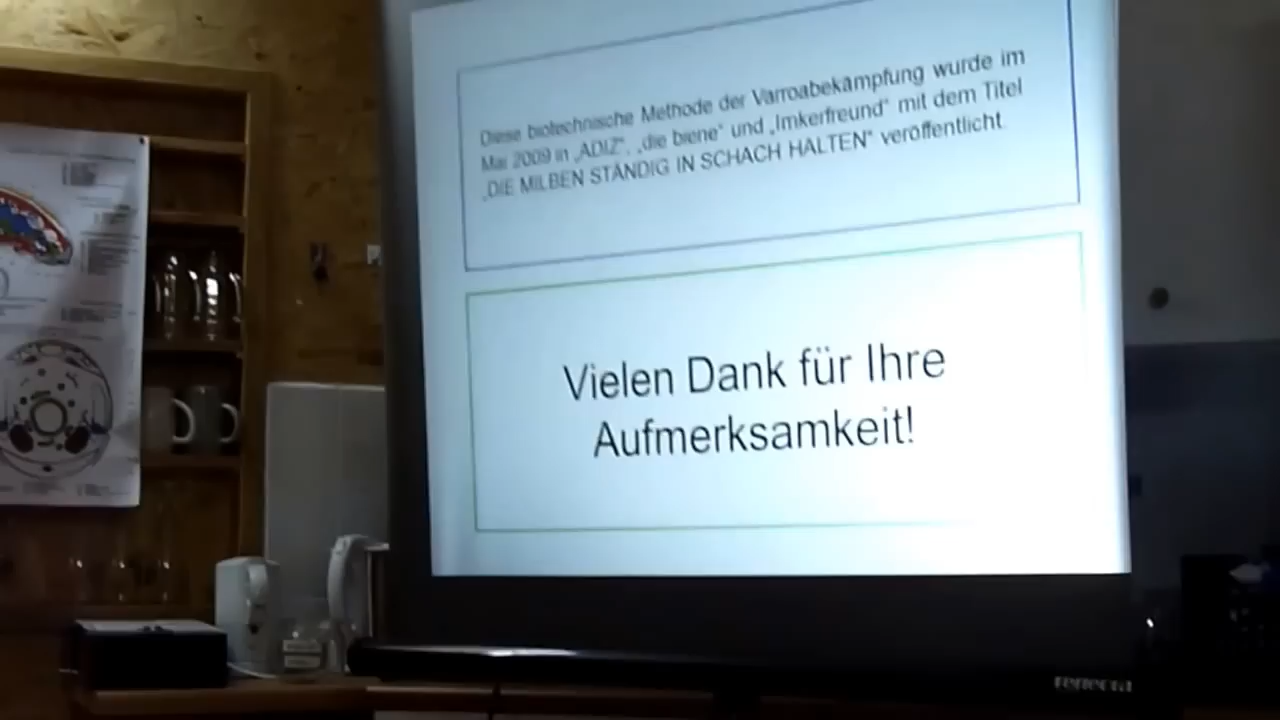 Diese biotechnische Methode der Varroabekämpfung wurde im
Mai 2009 in „ADIZ“, „die biene“ und „Imkerfreund“ mit dem Titel
„DIE MILBEN STÄNDIG IN SCHACH HALTEN“ veröffentlicht
Vielen Dank für Ihre
Aufmerksamkeit!